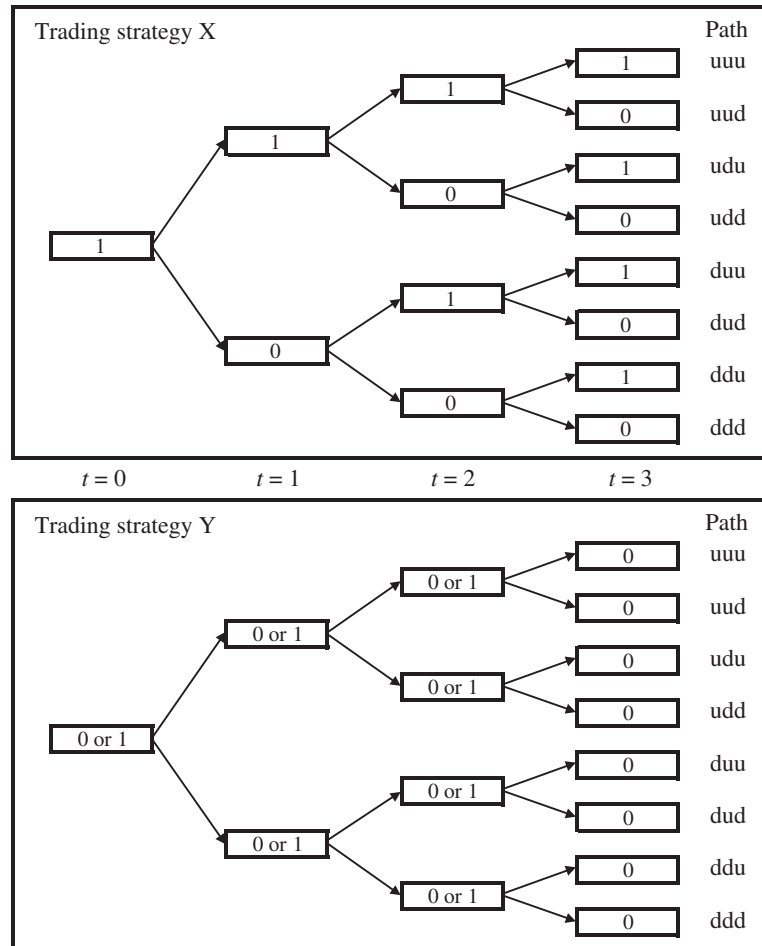 Trading strategy X
Path
1
uuu
1
0
uud
1
1
udu
0
0
udd
1
1
duu
1
0
dud
0
1
ddu
0
0
ddd
t = 0 t = 1 t = 2 t = 3
Trading strategy Y
Path
0
uuu
0 or 1
0
uud
0 or 1
0
udu
0 or 1
0
udd
0 or 1
0
duu
0 or 1
0
dud
0 or 1
0
ddu
0 or 1
0
ddd